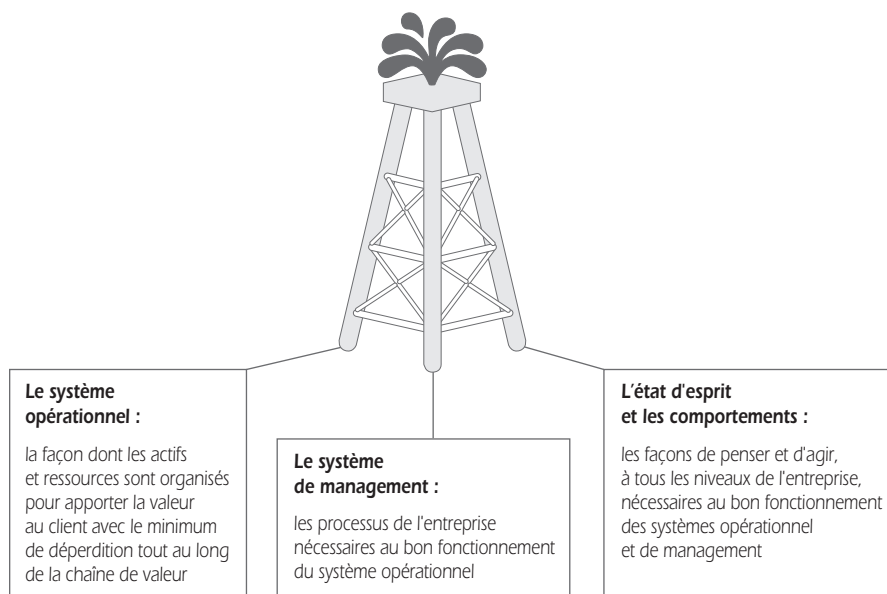 Le système
opérationnel :
la façon dont les actifs
et ressources sont organisés
pour apporter la valeur
au client avec le minimum
de déperdition tout au long
de la chaîne de valeur
Le système
de management :
les processus de l'entreprise
nécessaires au bon fonctionnement
du système opérationnel
L'état d'esprit
et les comportements :
les façons de penser et d'agir,
à tous les niveaux de l'entreprise,
nécessaires au bon fonctionnement
des systèmes opérationnel
et de management